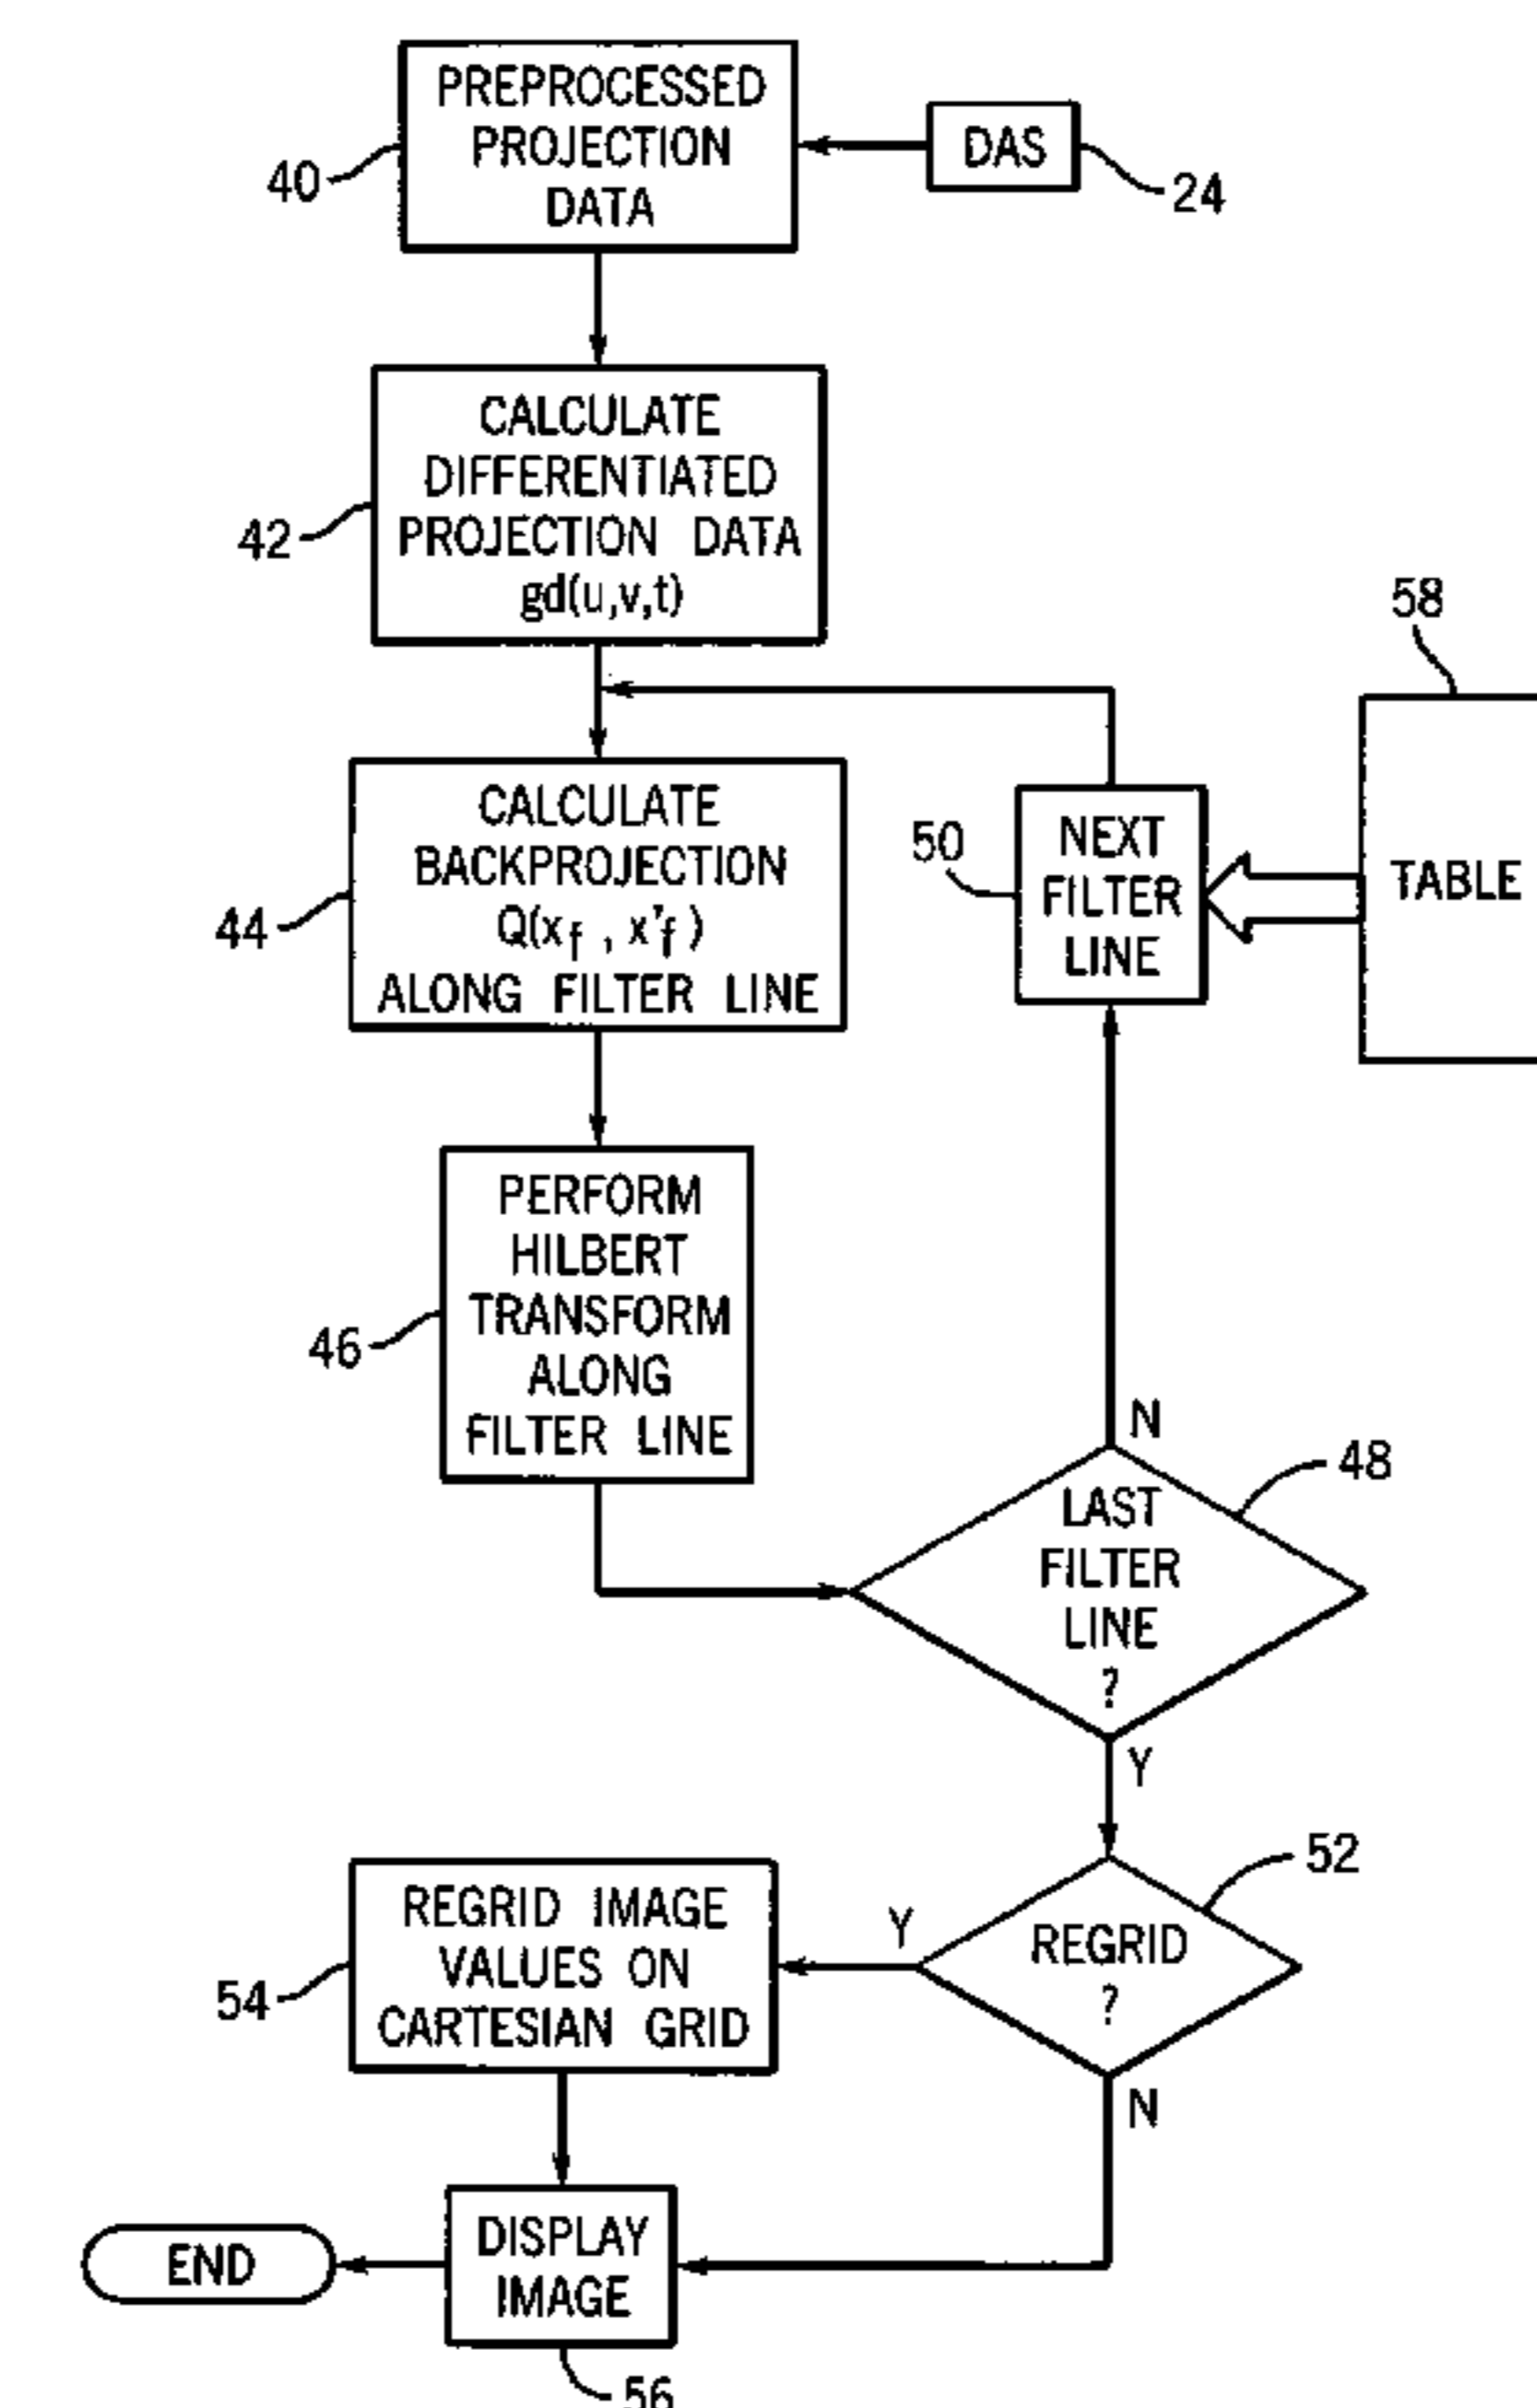 PREPROCESSED
PROJECTION
DATA
40
DAS
24
CALCULATE
DIFFERENTIATED
PROJECTION DATA
gd(u,v,t)
42
58
CALCULATE
BACKPROJECTION
Q(x_f , x'_f )
ALONG FILTER LINE
44
50
NEXT
FILTER
LINE
TABLE
PERFORM
HILBERT
TRANSFORM
ALONG
FILTER LINE
46
N
48
LAST
FILTER
LINE
?
Y
52
REGRID
?
Y
REGRID IMAGE
VALUES ON
CARTESIAN GRID
54
N
DISPLAY
IMAGE
END
56